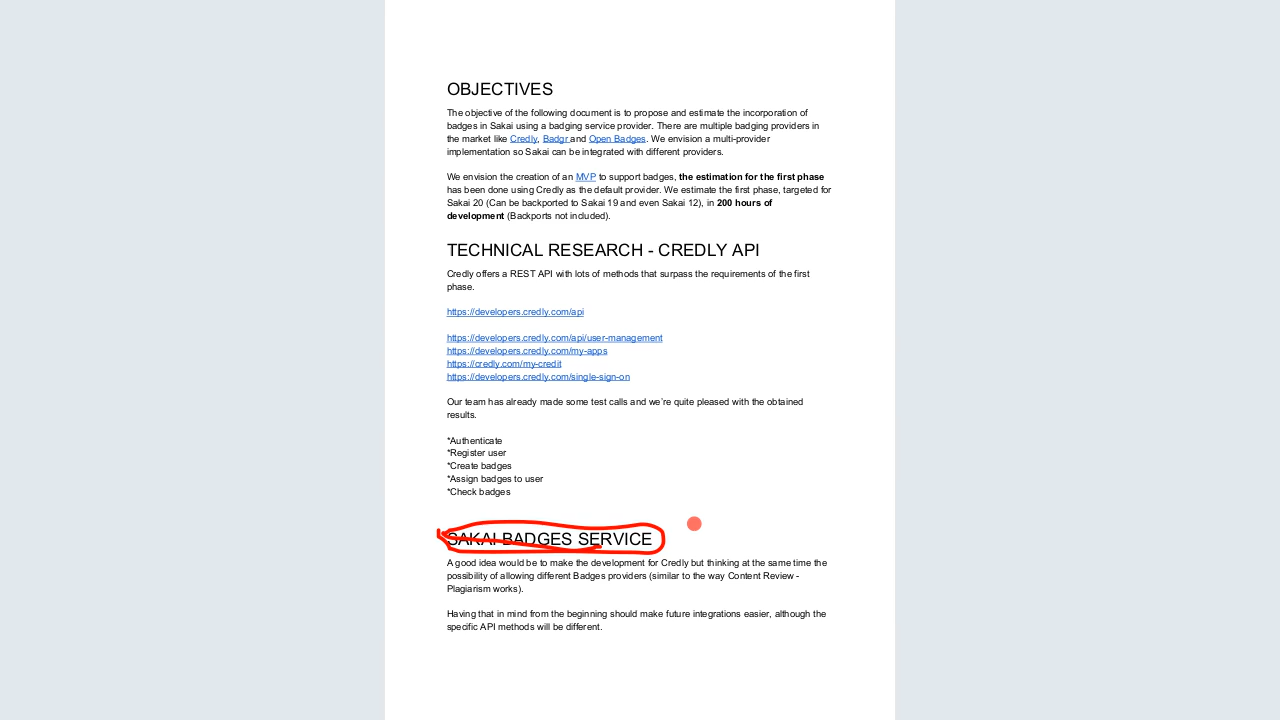 OBJECTIVES
The objective of the following document is to propose and estimate the incorporation of
badges in Sakai using a badging service provider. There are multiple badging providers in
the market like Credly, Badgr and Open Badges. We envision a multi-provider
implementation so Sakai can be integrated with different providers.
We envision the creation of an MVP to support badges, the estimation for the first phase
has been done using Credly as the default provider. We estimate the first phase, targeted for
Sakai 20 (Can be backported to Sakai 19 and even Sakai 12), in 200 hours of
development (Backports not included).
TECHNICAL RESEARCH - CREDLY API
Credly offers a REST API with lots of methods that surpass the requirements of the first
phase.
https://developers.credly.com/api
https://developers.credly.com/api/user-management
https://developers.credly.com/my-apps
https://credly.com/my-credit
https://developers.credly.com/single-sign-on
Our team has already made some test calls and we're quite pleased with the obtained
results.
*Authenticate
*Register user
*Create badges
*Assign badges to user
*Check badges
SAKAI BADGES SERVICE
A good idea would be to make the development for Credly but thinking at the same time the
possibility of allowing different Badges providers (similar to the way Content Review -
Plagiarism works).
Having that in mind from the beginning should make future integrations easier, although the
specific API methods will be different.